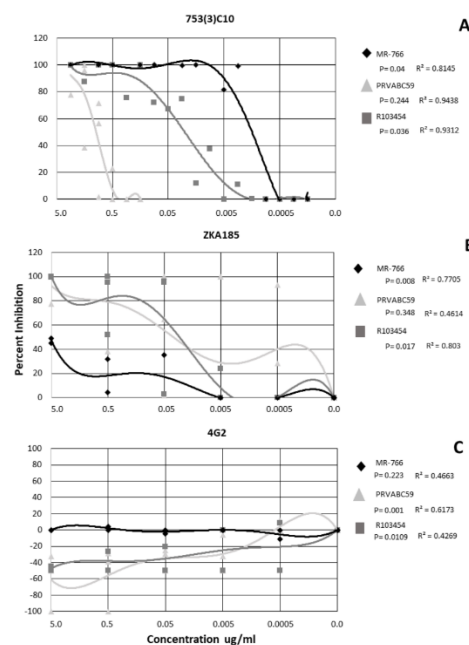 753(3)C10
A
120
100
80
60
40
20
0
5.0 0.5 0.05 0.005 0.0005 0.0
MR-766
P= 0.04 R² = 0.8145
PRVABC59
P= 0.244 R² = 0.9438
R103454
P= 0.036 R² = 0.9312
ZKA185
Percent Inhibition
120
100
80
60
40
20
0
5.0 0.5 0.05 0.005 0.0005 0.0
MR-766
P= 0.008 R² = 0.7705
PRVABC59
P= 0.348 R² = 0.4614
R103454
P= 0.017 R² = 0.803
4G2
C
100
80
60
40
20
0
-20
-40
-60
-80
-100
5.0 0.5 0.05 0.005 0.0005 0.0
Concentration ug/ml
MR-766
P= 0.223 R² = 0.4663
PRVABC59
P= 0.001 R² = 0.6173
R103454
P= 0.0109 R² = 0.4269